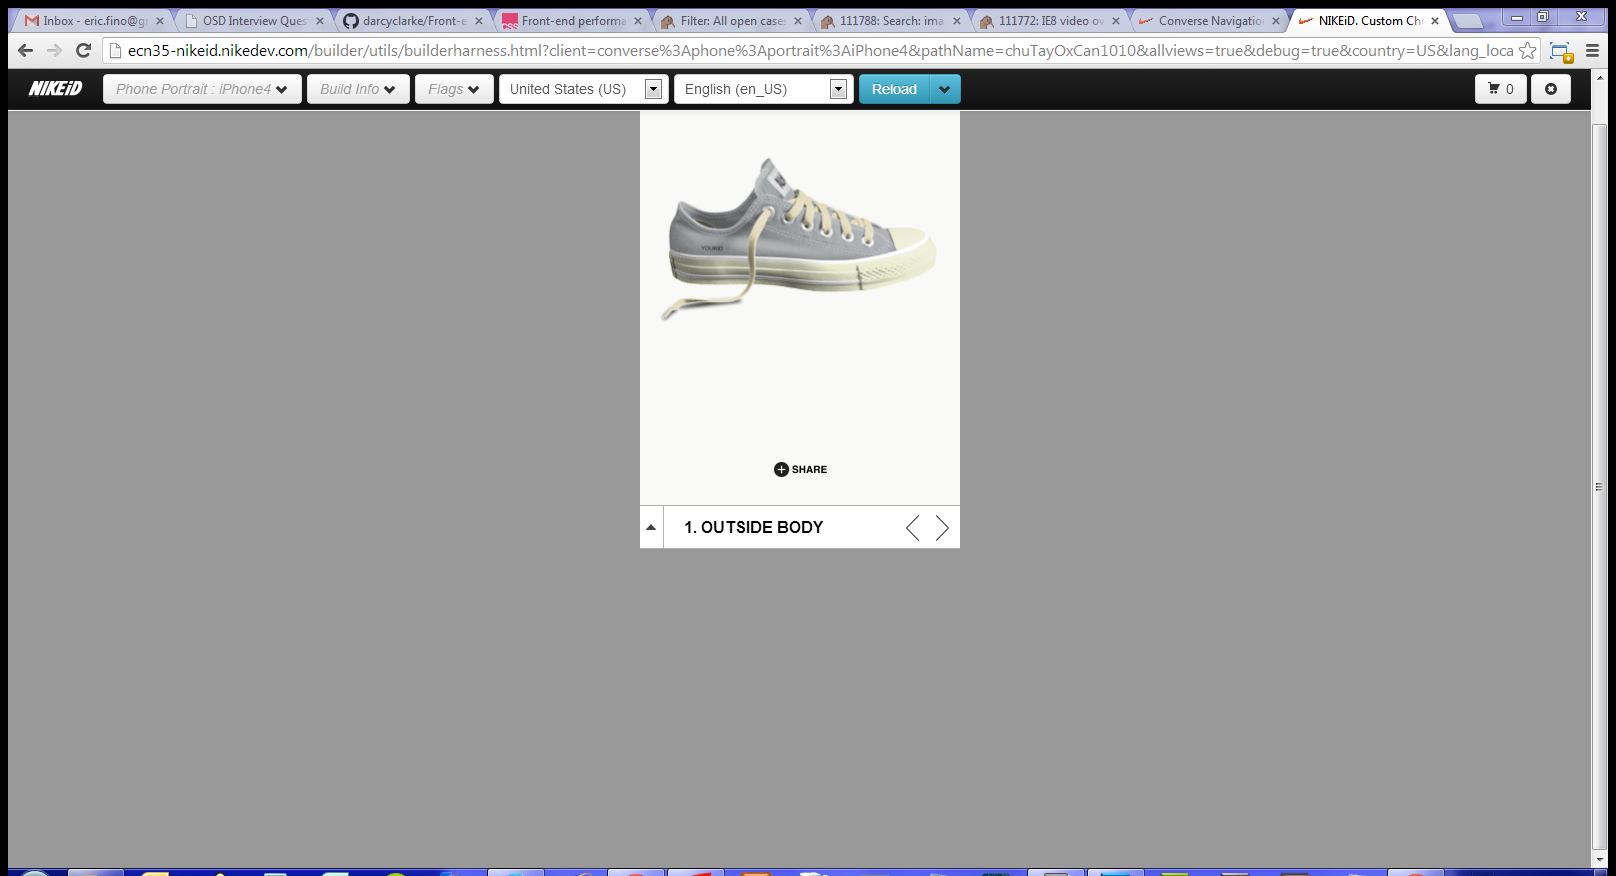 Inbox - eric.fino@gr
OSD Interview Ques
darcyclarke/Front-e
Front-end performa
Filter: All open case
111788: Search: ima
111772: IE8 video ov
Converse Navigation
NIKEiD. Custom Ch
ecn35-nikeid.nikedev.com/builder/utils/builderharness.html?client=converse%3Aphone%3Aportrait%3AiPhone4&pathName=chuTayOxCan1010&allviews=true&debug=true&country=US&lang_loca
NIKEiD
Phone Portrait : iPhone4
Build Info
Flags
United States (US)
English (en_US)
Reload
0
YOURID
SHARE
1. OUTSIDE BODY